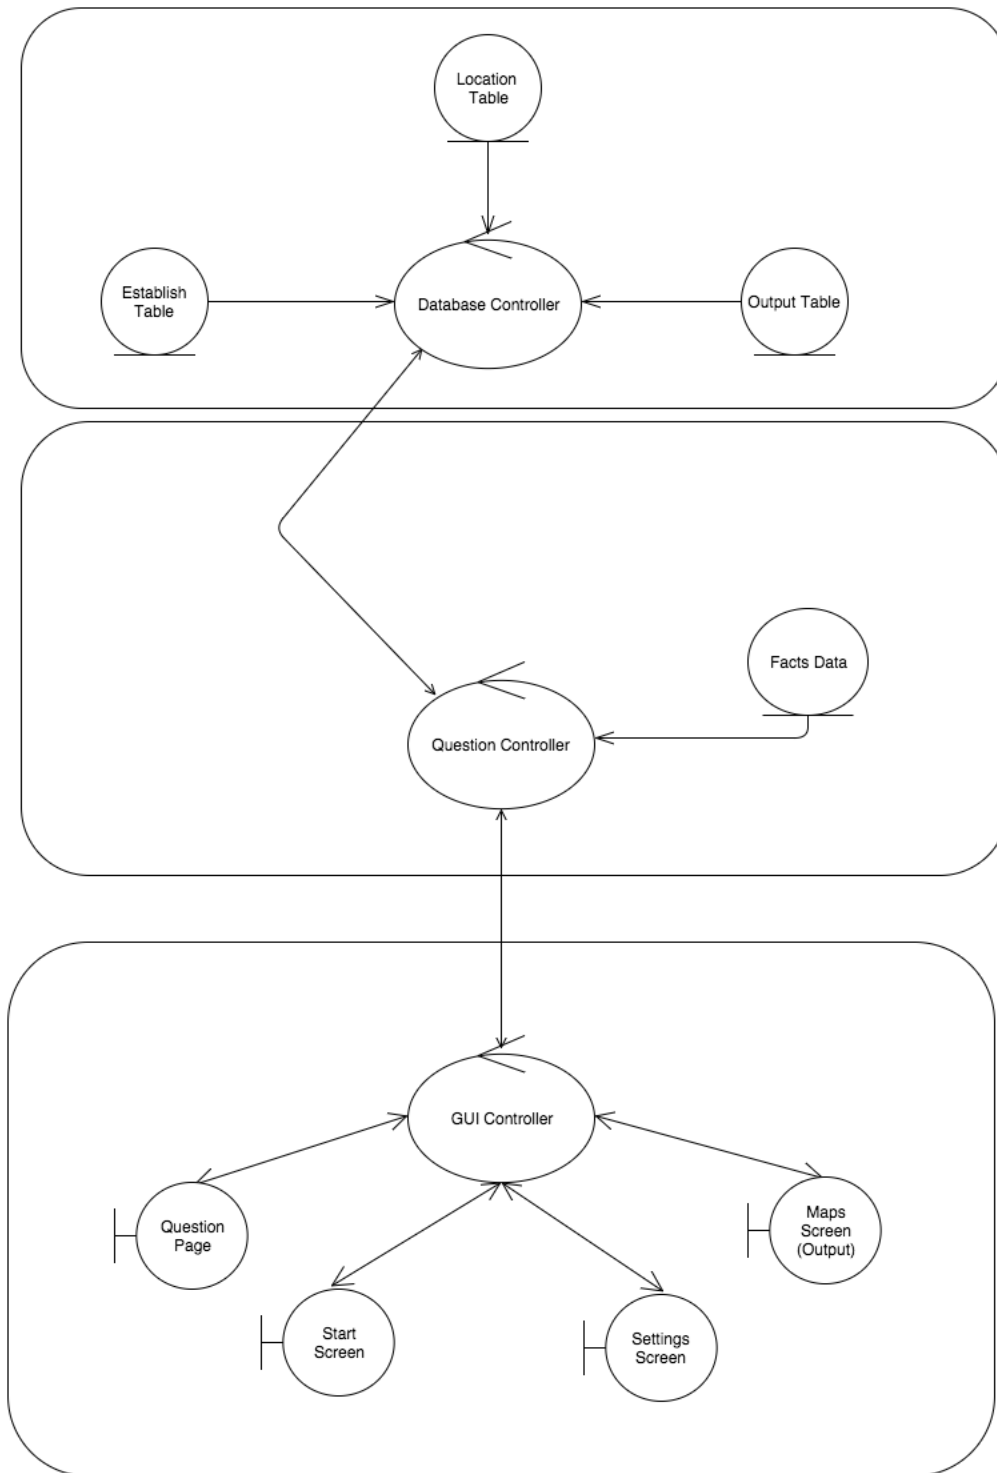 Location
Table
Establish
Table
Database Controller
Output Table
Facts Data
Question Controller
GUI Controller
Question
Page
Maps
Screen
(Output)
Start
Screen
Settings
Screen